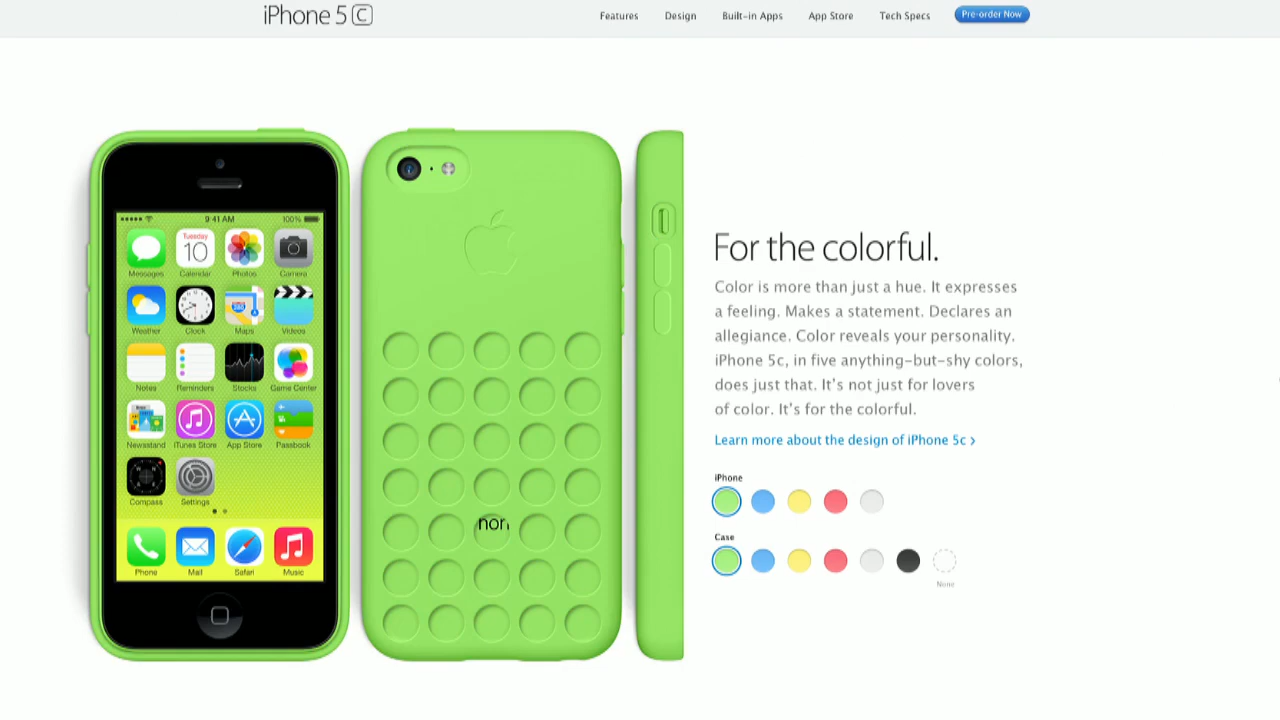 iPhone 5 C
Features Design Built-in Apps App Store Tech Specs Pre-order Now
9:41 AM 100%
Tuesday
10
Messages Calendar Photos Camera
280
Weather Clock Maps Videos
Notes Reminders Stocks Game Center
Newsstand iTunes Store App Store Passbook
Compass Settings
Phone Mail Safari Music
non
For the colorful.
Color is more than just a hue. It expresses
a feeling. Makes a statement. Declares an
allegiance. Color reveals your personality.
iPhone 5c, in five anything-but-shy colors,
does just that. It's not just for lovers
of color. It's for the colorful.
Learn more about the design of iPhone 5c >
iPhone
Case
None